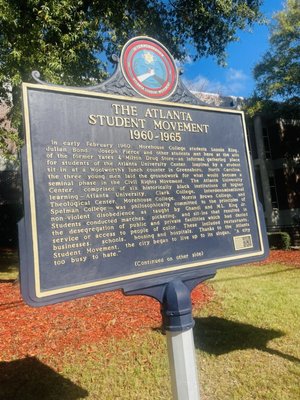 THE ATLANTA
STUDENT MOVEMENT
1960-1965
In early February 1960, Morehouse College students Lonnie King,
Julian Bond, Joseph Pierce and other students met here at the site
of the former Yates & Milton Drug Store—an informal gathering place
for students of the Atlanta University Center. Inspired by a student
sit-in at a Woolworth's lunch counter in Greensboro, North Carolina,
the three young men laid the groundwork for what would become a
seminal phase in the Civil Rights Movement. The Atlanta University
Center, comprised of six historically black institutions of higher
learning—Atlanta University, Clark College, Interdenominational
Theological Center, Morehouse College, Morris Brown College and
Spelman College—was philosophically committed to the principles of
non-violent disobedience as taught by Ghandi and M.L. King Jr.
Students conducted marches, picketing, and sit-ins that resulted in
the desegregation of public and private facilities which had denied
service or access to people of color. These included restaurants,
businesses, schools, housing and hospitals. Thanks to the Atlanta
Student Movement, the city began to live up to its slogan, "A city
too busy to hate."
(Continued on other side)